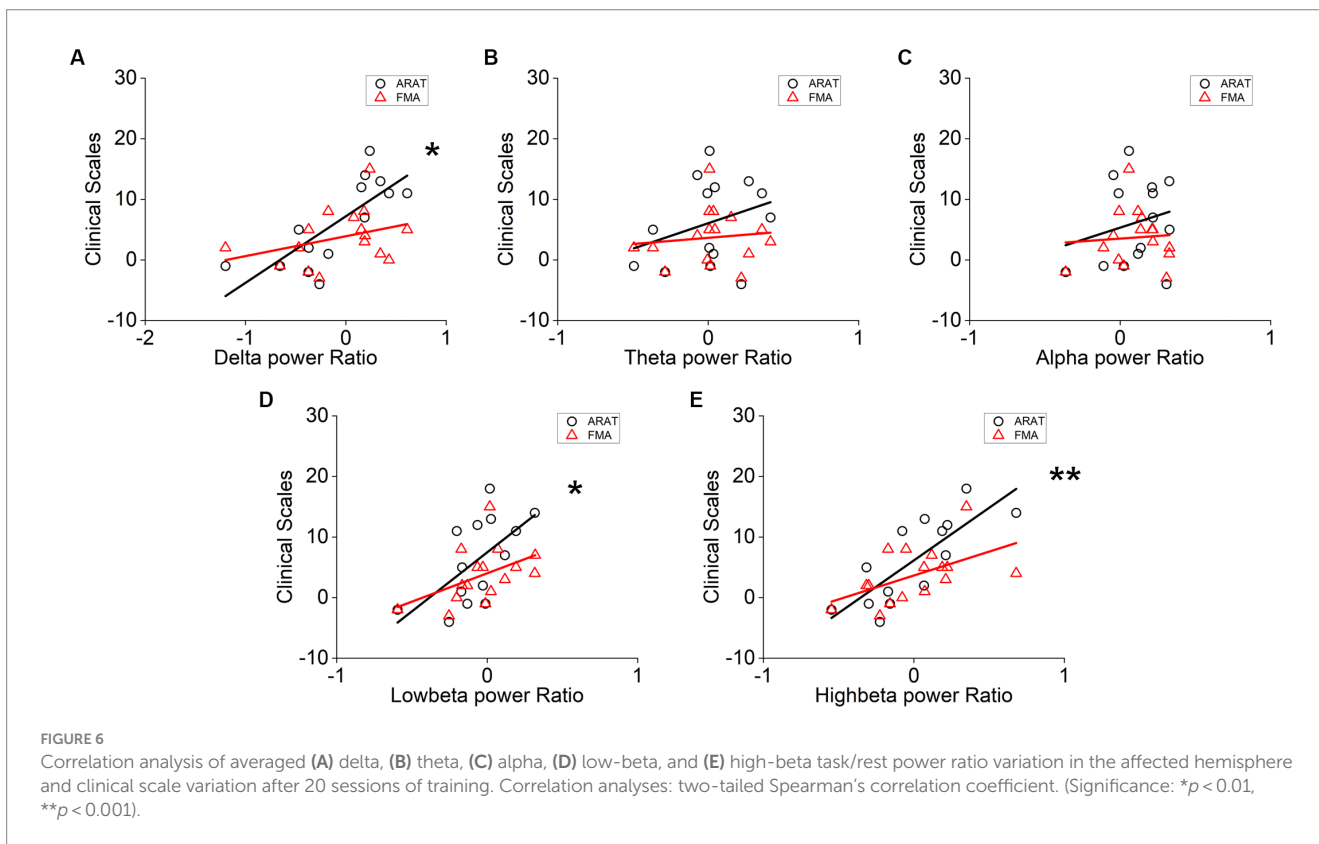 A
30
20
10
0
-10
-2
-1
0
1
Clinical Scales
Delta power Ratio
ARAT
FMA
*
B
30
20
10
0
-10
-1
0
1
Clinical Scales
Theta power Ratio
ARAT
FMA
C
30
20
10
0
-10
-1
0
1
Clinical Scales
Alpha power Ratio
ARAT
FMA
D
30
20
10
0
-10
-1
0
1
Clinical Scales
Lowbeta power Ratio
ARAT
FMA
*
E
30
20
10
0
-10
-1
0
1
Clinical Scales
Highbeta power Ratio
ARAT
FMA
**
FIGURE 6
Correlation analysis of averaged (A) delta, (B) theta, (C) alpha, (D) low-beta, and (E) high-beta task/rest power ratio variation in the affected hemisphere
and clinical scale variation after 20 sessions of training. Correlation analyses: two-tailed Spearman’s correlation coefficient. (Significance: *p < 0.01,
**p < 0.001).